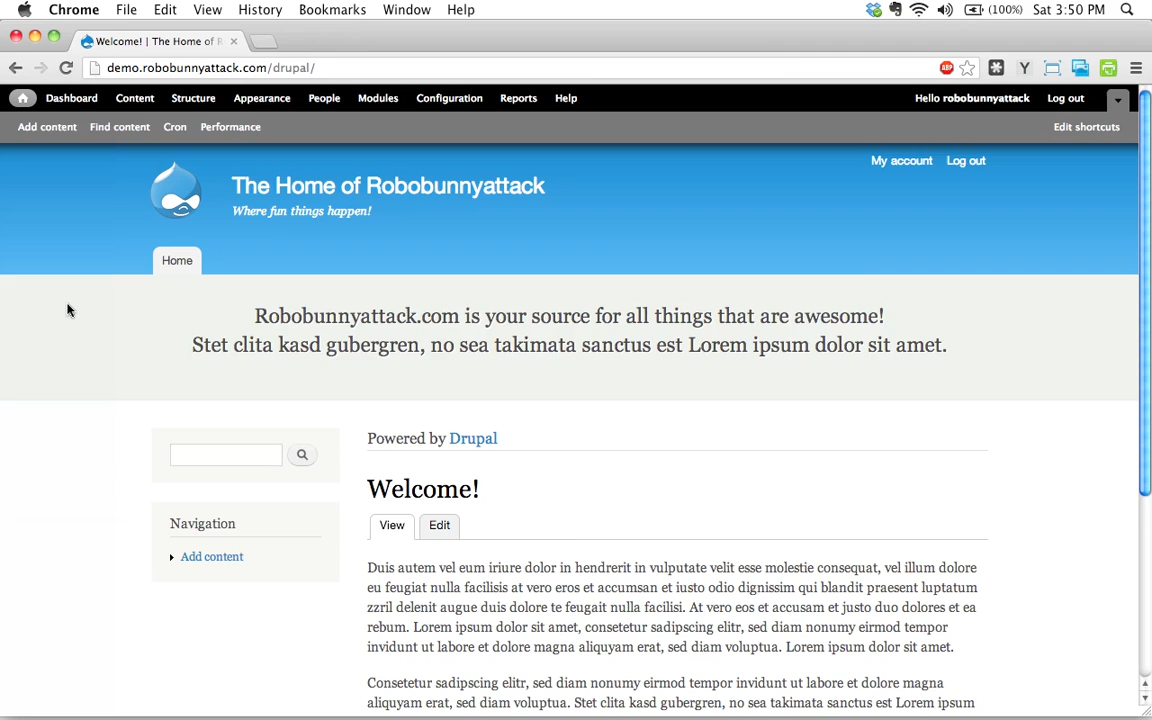 Chrome File Edit View History Bookmarks Window Help (100%) Sat 3:50 PM
Welcome! | The Home of R
demo.robobunnyattack.com/drupal/ ABP Y
Dashboard Content Structure Appearance People Modules Configuration Reports Help Hello robobunnyattack Log out
Add content Find content Cron Performance Edit shortcuts
My account Log out
The Home of Robobunnyattack
Where fun things happen!
Home
Robobunnyattack.com is your source for all things that are awesome!
Stet clita kasd gubergren, no sea takimata sanctus est Lorem ipsum dolor sit amet.
Powered by Drupal
Welcome!
Navigation
View Edit
Add content
Duis autem vel eum iriure dolor in hendrerit in vulputate velit esse molestie consequat, vel illum dolore
eu feugiat nulla facilisis at vero eros et accumsan et iusto odio dignissim qui blandit praesent luptatum
zzril delenit augue duis dolore te feugait nulla facilisi. At vero eos et accusam et justo duo dolores et ea
rebum. Lorem ipsum dolor sit amet, consetetur sadipscing elitr, sed diam nonumy eirmod tempor
invidunt ut labore et dolore magna aliquyam erat, sed diam voluptua. Lorem ipsum dolor sit amet.
Consetetur sadipscing elitr, sed diam nonumy eirmod tempor invidunt ut labore et dolore magna
aliquyam erat, sed diam voluptua. Stet clita kasd gubergren, no sea takimata sanctus est Lorem ipsum